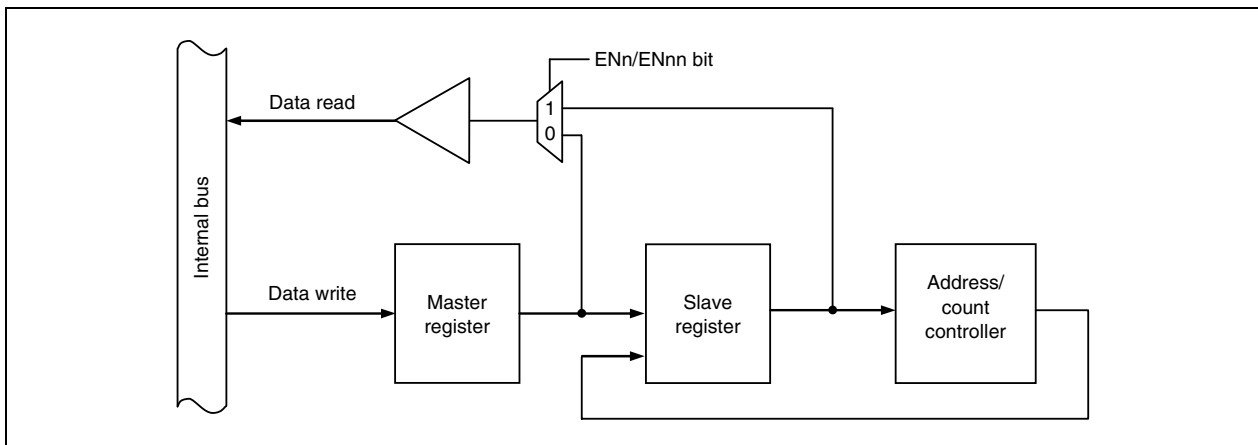 ENn/ENnn bit
Data read
1
0
Internal bus
Data write
Master
register
Slave
register
Address/
count
controller